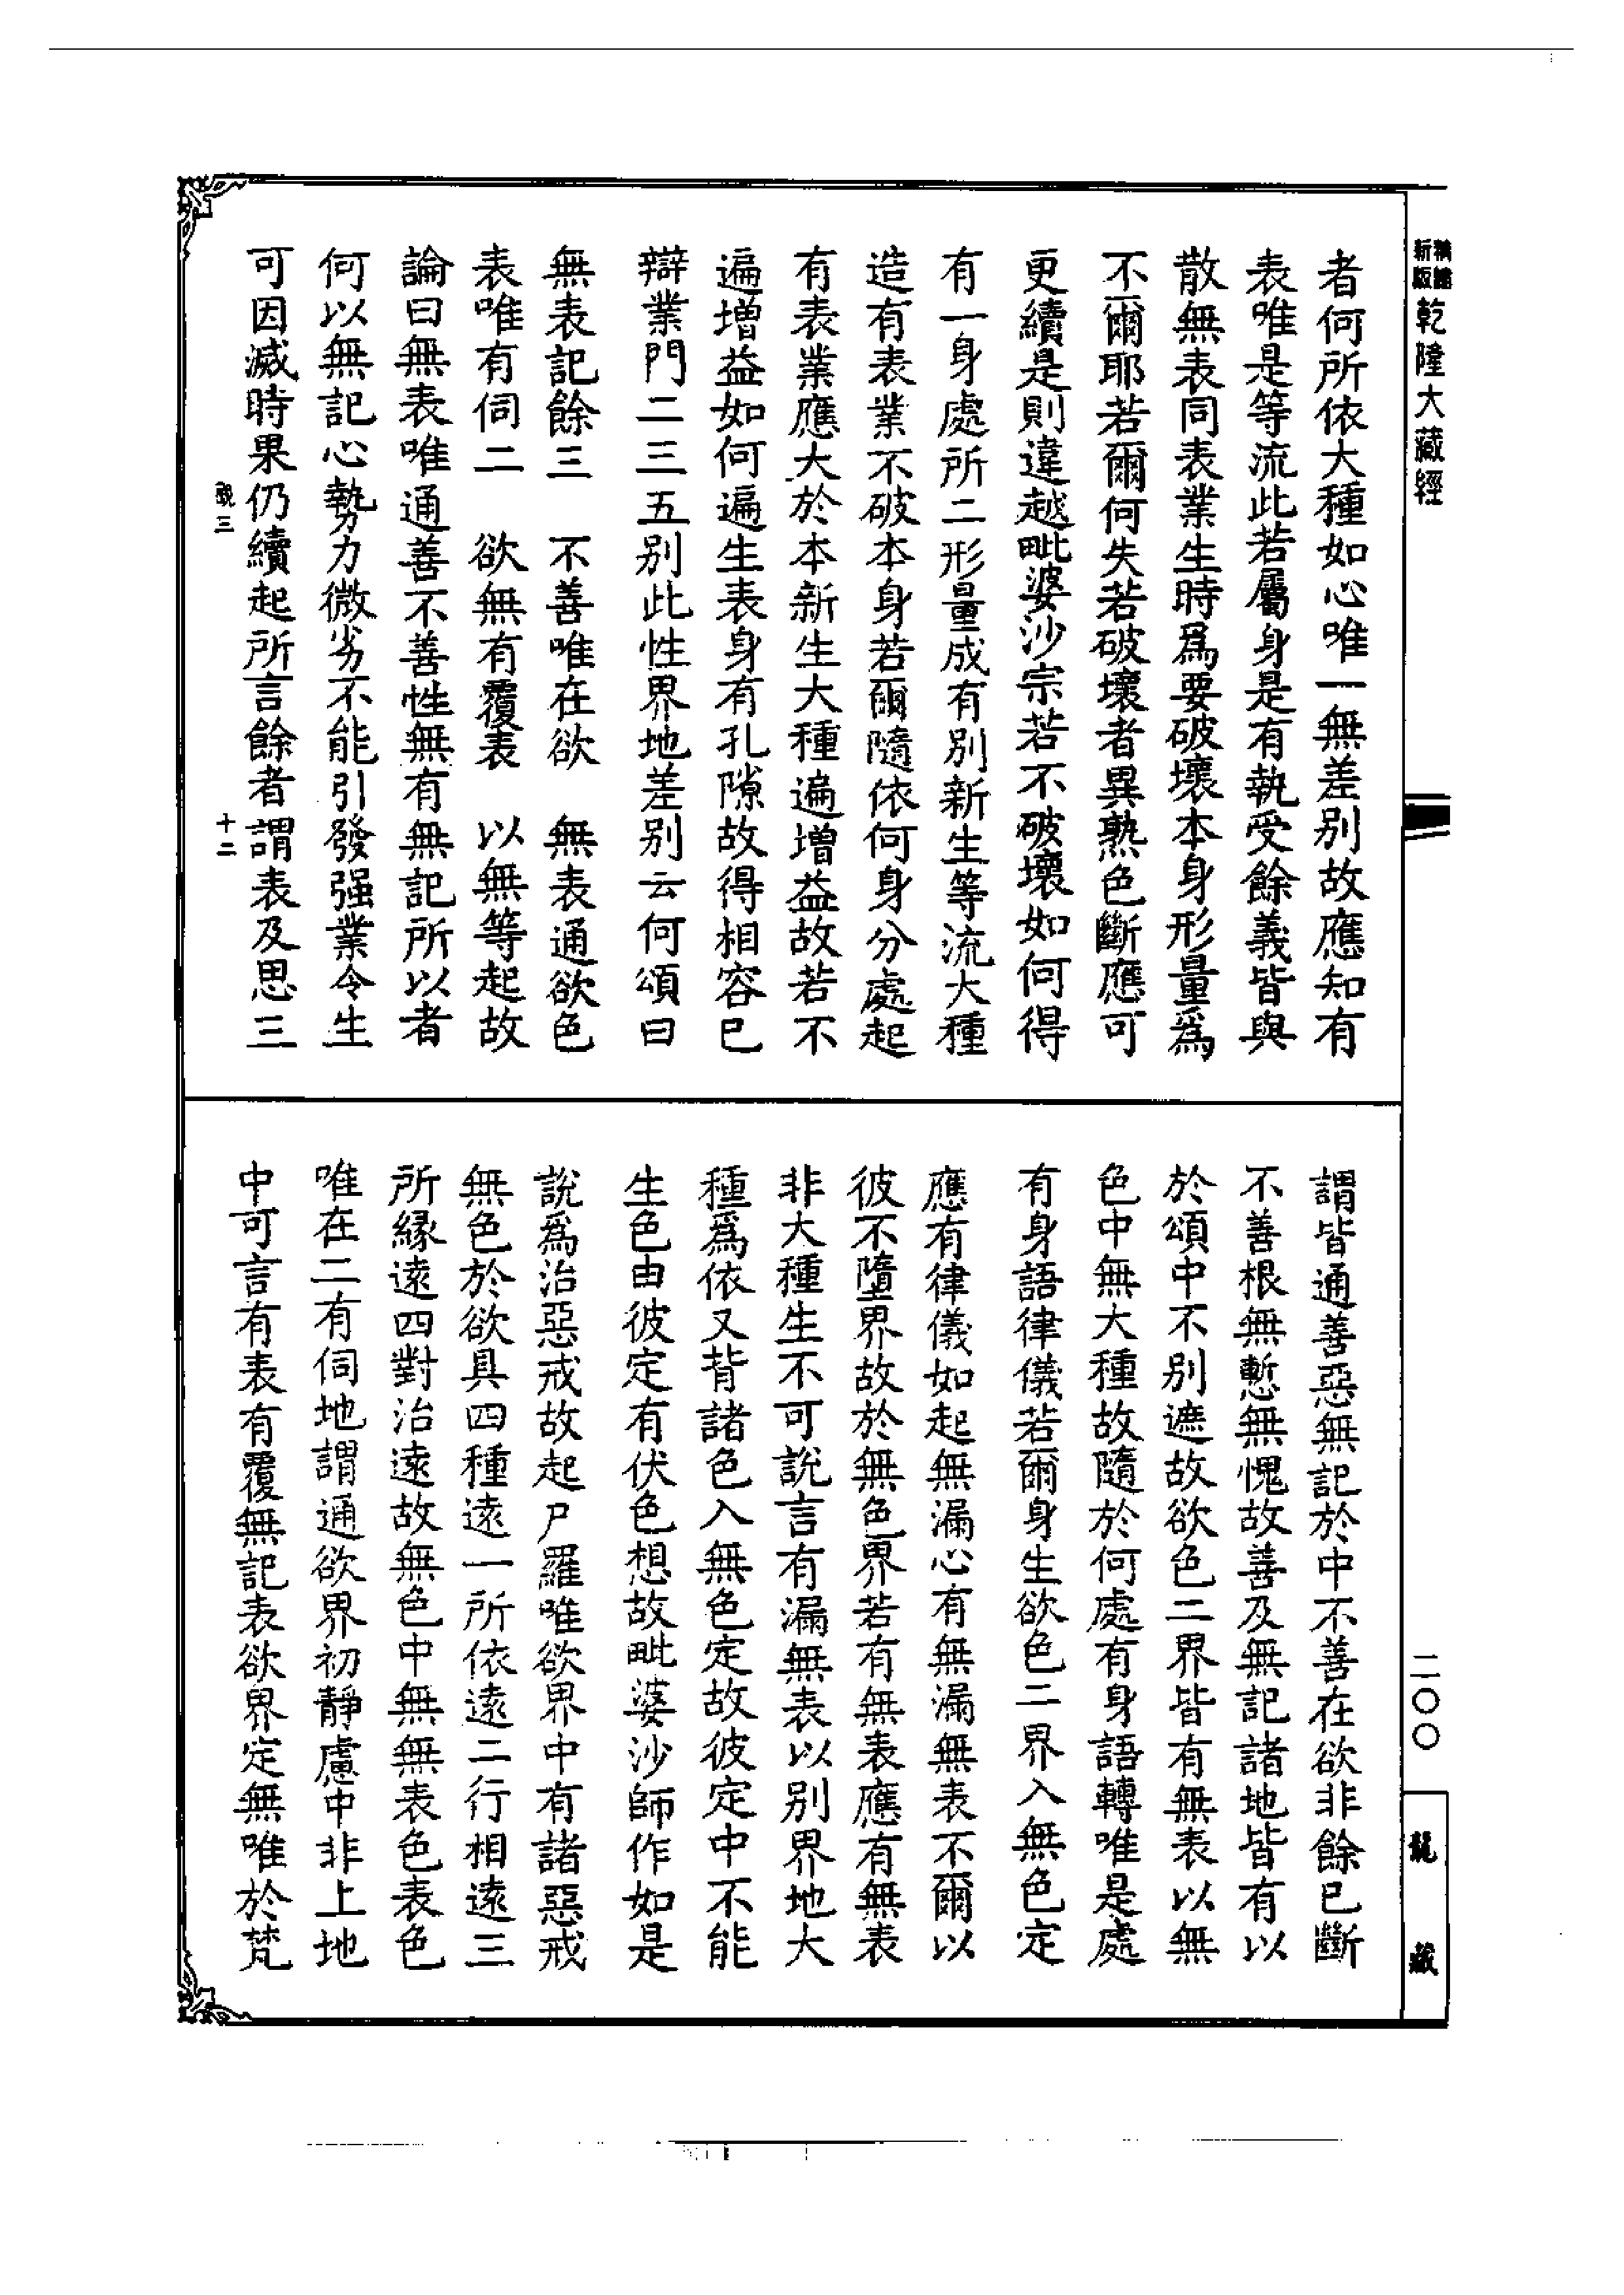 新版
乾隆大藏經
者何所依大種如心唯一無差别故應知有
表唯是等流此若屬身是有執受餘義皆與
散無表同表業生時爲要破壞本身形量爲
不爾耶若爾何失若破壞者異熟色斷應可
更續是則違越毗婆沙宗若不破壞如何得
有一身處所二形量成有别新生等流大種
造有表業不破本身若爾隨依何身分處起
有表業應大於本新生大種遍增益故若不
遍增益如何遍生表身有孔隙故得相容已
辯業門二三五别此性界地差别云何頌曰
無表記餘三　不善唯在欲　無表通欲色
表唯有伺二　欲無有覆表　以無等起故
論曰無表唯通善不善性無有無記所以者
何以無記心勢力微劣不能引發强業令生
可因滅時果仍續起所言餘者謂表及思三
三　十二
謂皆通善惡無記於中不善在欲非餘已斷
不善根無慙無愧故善及無記諸地皆有以
於頌中不别遮故欲色二界皆有無表以無
色中無大種故隨於何處有身語轉唯是處
有身語律儀若爾身生欲色二界入無色定
應有律儀如起無漏心有無漏無表不爾以
彼不墮界故於無色界若有無表應有無表
非大種生不可說言有漏無表以别界地大
種爲依又背諸色入無色定故彼定中不能
生色由彼定有伏色想故毗婆沙師作如是
說爲治惡戒故起尸羅唯欲界中有諸惡戒
無色於欲具四種遠一所依遠二行相遠三
所緣遠四對治遠故無色中無無表色表色
唯在二有伺地謂通欲界初靜慮中非上地
中可言有表有覆無記表欲界定無唯於梵
二〇〇
龍藏